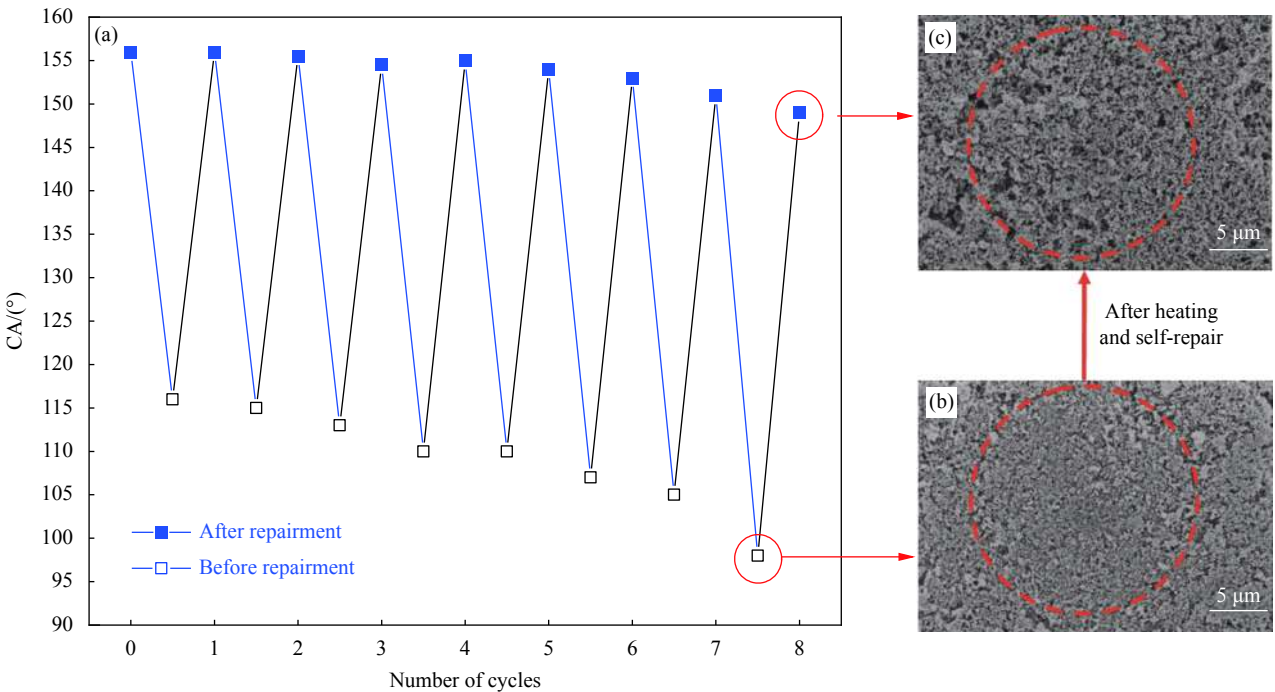 (a)
160
155
150
145
140
135
130
125
120
115
110
105
100
95
90
CA/(°)
After repairment
Before repairment
0 1 2 3 4 5 6 7 8
Number of cycles
(c)
5 μm
After heating
and self-repair
(b)
5 μm